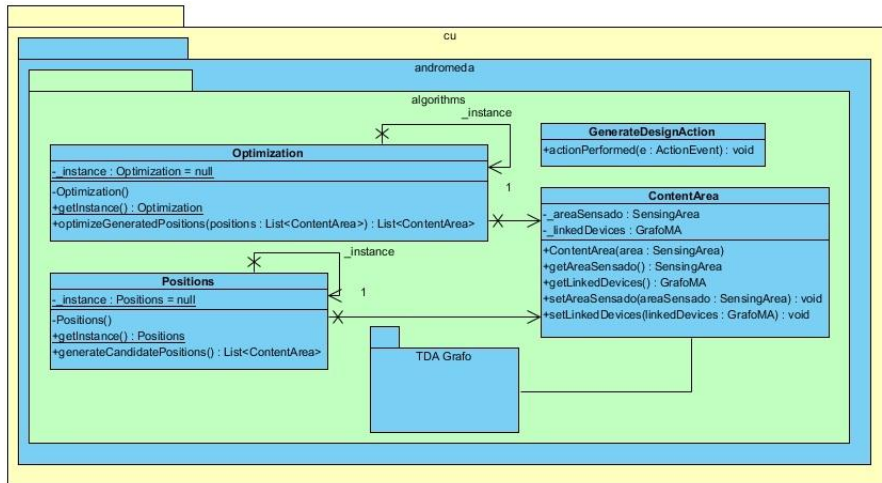 cu
andromeda
algorithms
_instance
Optimization
-_instance : Optimization = null
-Optimization()
+getInstance() : Optimization
+optimizeGeneratedPositions(positions : List<ContentArea>) : List<ContentArea>
1
GenerateDesignAction
+actionPerformed(e : ActionEvent) : void
ContentArea
-_areaSensado : SensingArea
-_linkedDevices : GrafoMA
+ContentArea(area : SensingArea)
+getAreaSensado() : SensingArea
+getLinkedDevices() : GrafoMA
+setAreaSensado(areaSensado : SensingArea) : void
+setLinkedDevices(linkedDevices : GrafoMA) : void
_instance
Positions
-_instance : Positions = null
-Positions()
+getInstance() : Positions
+generateCandidatePositions() : List<ContentArea>
1
TDA Grafo